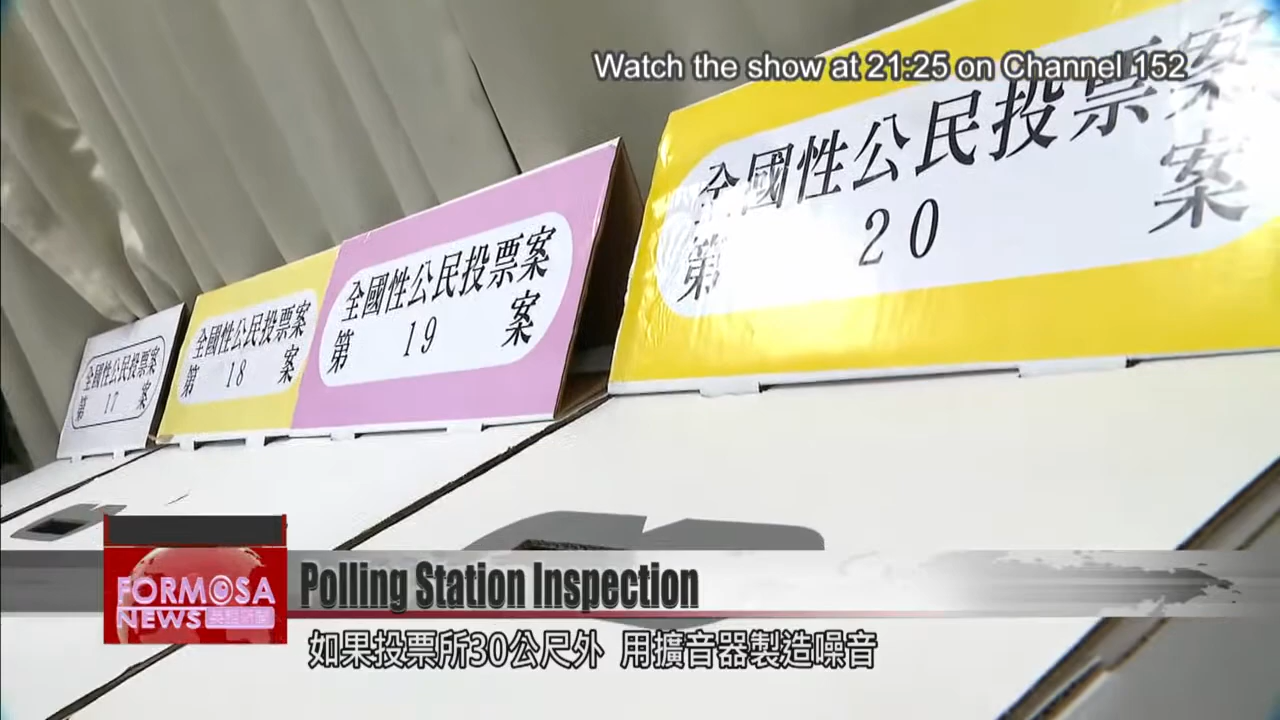 Watch the show at 21:25 on Channel 152
全國性公民投票案
第 17 案
全國性公民投票案
第 18 案
全國性公民投票案
第 19 案
全國性公民投票案
第 20 案
FORMOSA
NEWS
Polling Station Inspection
如果投票所30公尺外 用擴音器製造噪音